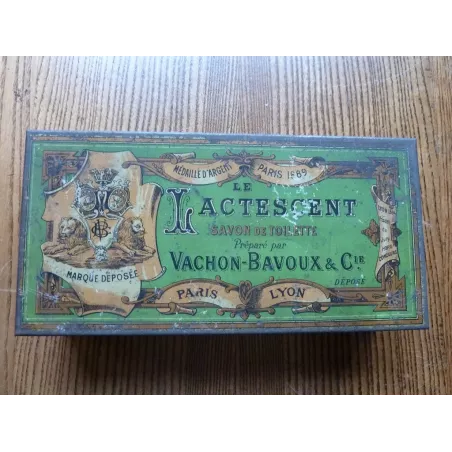 MÉDAILLE D'ARGENT PARIS 1889
LE
LACTESCENT
SAVON DE TOILETTE
Préparé par
VACHON-BAVOUX & CIE
DÉPOSÉ
MARQUE DÉPOSÉE
PARIS LYON